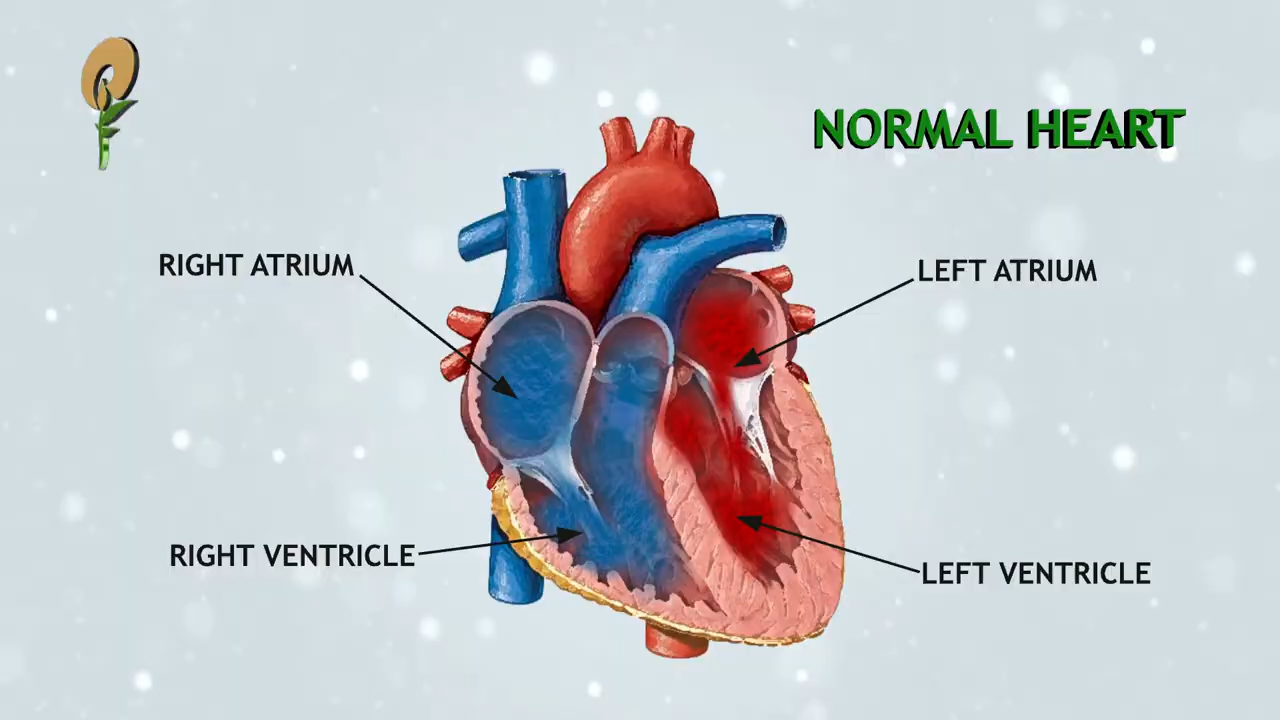 NORMAL HEART
RIGHT ATRIUM
LEFT ATRIUM
RIGHT VENTRICLE
LEFT VENTRICLE